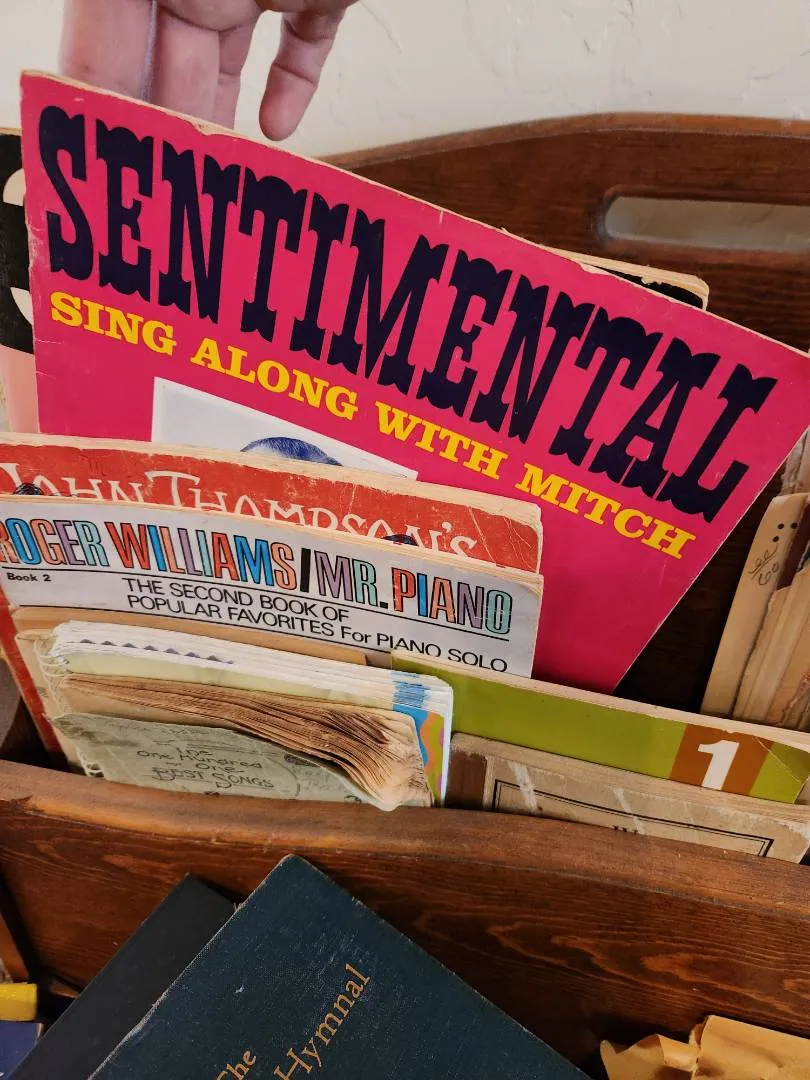 SENTIMENTAL
SING ALONG WITH MITCH
JOHN THOMPSON'S
ROGER WILLIAMS/MR. PIANO
Book 2
THE SECOND BOOK OF
POPULAR FAVORITES For PIANO SOLO
The
One Hundred
and One
BEST SONGS
1
The
Hymnal